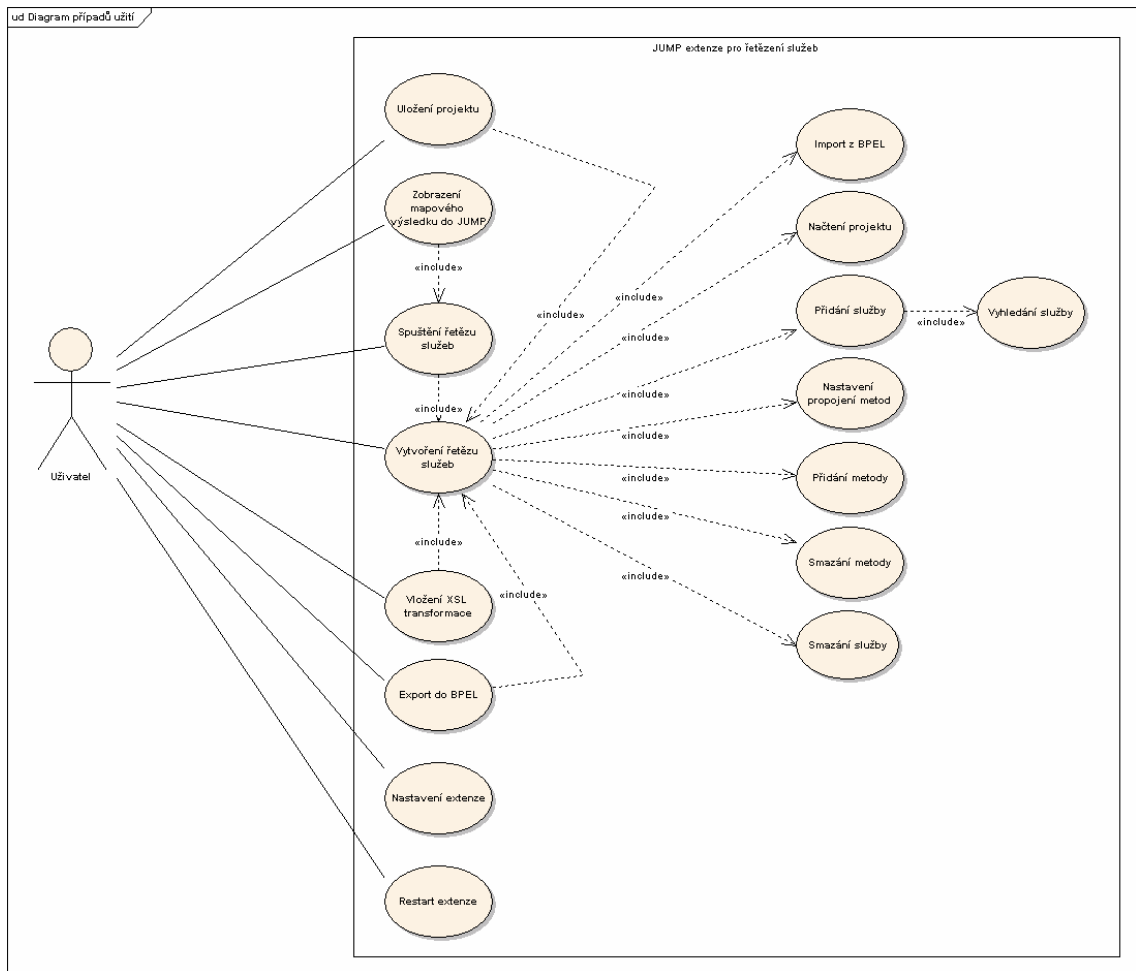 ud Diagram případů užití
JUMP extenze pro řetězení služeb
Uložení projektu
Import z BPEL
Zobrazení
mapového
výsledku do JUMP
Načtení projektu
«include»
«include»
«include»
Přidání služby
«include»
Vyhledání služby
Spuštění řetězu
služeb
«include»
«include»
Nastavení
propojení metod
«include»
«include»
Vytvoření řetězu
služeb
«include»
Přidání metody
Uživatel
«include»
«include»
Smazání metody
«include»
«include»
Vložení XSL
transformace
Smazání služby
Export do BPEL
Nastavení extenze
Restart extenze